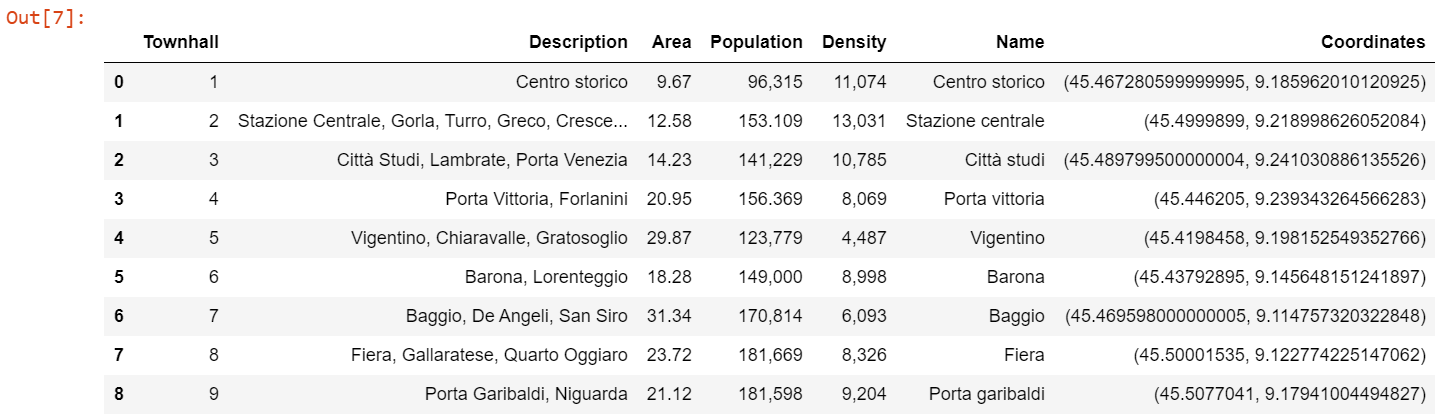 Out[7]:
Townhall Description Area Population Density Name Coordinates
0 1 Centro storico 9.67 96,315 11,074 Centro storico (45.467280599999995, 9.185962010120925)
1 2 Stazione Centrale, Gorla, Turro, Greco, Cresce... 12.58 153.109 13,031 Stazione centrale (45.4999899, 9.218998626052084)
2 3 Città Studi, Lambrate, Porta Venezia 14.23 141,229 10,785 Città studi (45.489799500000004, 9.241030886135526)
3 4 Porta Vittoria, Forlanini 20.95 156.369 8,069 Porta vittoria (45.446205, 9.239343264566283)
4 5 Vigentino, Chiaravalle, Gratosoglio 29.87 123,779 4,487 Vigentino (45.4198458, 9.198152549352766)
5 6 Barona, Lorenteggio 18.28 149,000 8,998 Barona (45.43792895, 9.145648151241897)
6 7 Baggio, De Angeli, San Siro 31.34 170,814 6,093 Baggio (45.469598000000005, 9.114757320322848)
7 8 Fiera, Gallaratese, Quarto Oggiaro 23.72 181,669 8,326 Fiera (45.50001535, 9.122774225147062)
8 9 Porta Garibaldi, Niguarda 21.12 181,598 9,204 Porta garibaldi (45.5077041, 9.17941004494827)